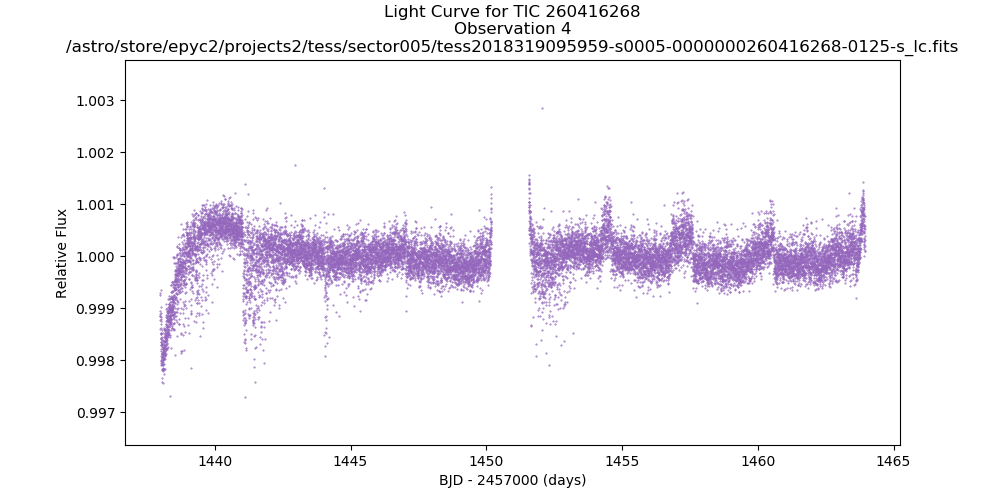 Light Curve for TIC 260416268
Observation 4
/astro/store/epyc2/projects2/tess/sector005/tess2018319095959-s0005-0000000260416268-0125-s_lc.fits
1.003
1.002
1.001
1.000
0.999
0.998
0.997
Relative Flux
1440
1445
1450
1455
1460
1465
BJD - 2457000 (days)